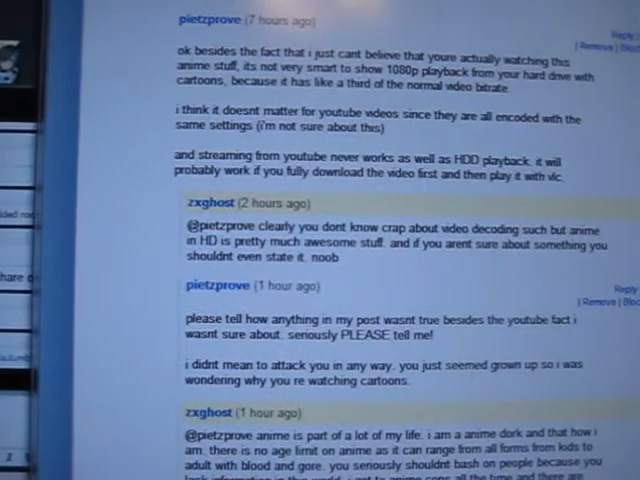 pietzprove (7 hours ago)
Reply
| Remove | Bloc
ok besides the fact that i just cant believe that youre actually watching this
anime stuff, its not very smart to show 1080p playback from your hard drive with
cartoons, because it has like a third of the normal video bitrate.
i think it doesnt matter for youtube videos since they are all encoded with the
same settings (i'm not sure about this)
and streaming from youtube never works as well as HDD playback. it will
probably work if you fully download the video first and then play it with vlc.
zxghost (2 hours ago)
@pietzprove clearly you dont know crap about video decoding such but anime
in HD is pretty much awesome stuff. and if you arent sure about something you
shouldnt even state it. noob
pietzprove (1 hour ago)
Reply
| Remove | Bloc
please tell how anything in my post wasnt true besides the youtube fact i
wasnt sure about. seriously PLEASE tell me!
i didnt mean to attack you in any way. you just seemed grown up so i was
wondering why you re watching cartoons.
zxghost (1 hour ago)
@pietzprove anime is part of a lot of my life. i am a anime dork and that how i
am. there is no age limit on anime as it can range from all forms from kids to
adult with blood and gore. you seriously shouldnt bash on people because you
hare